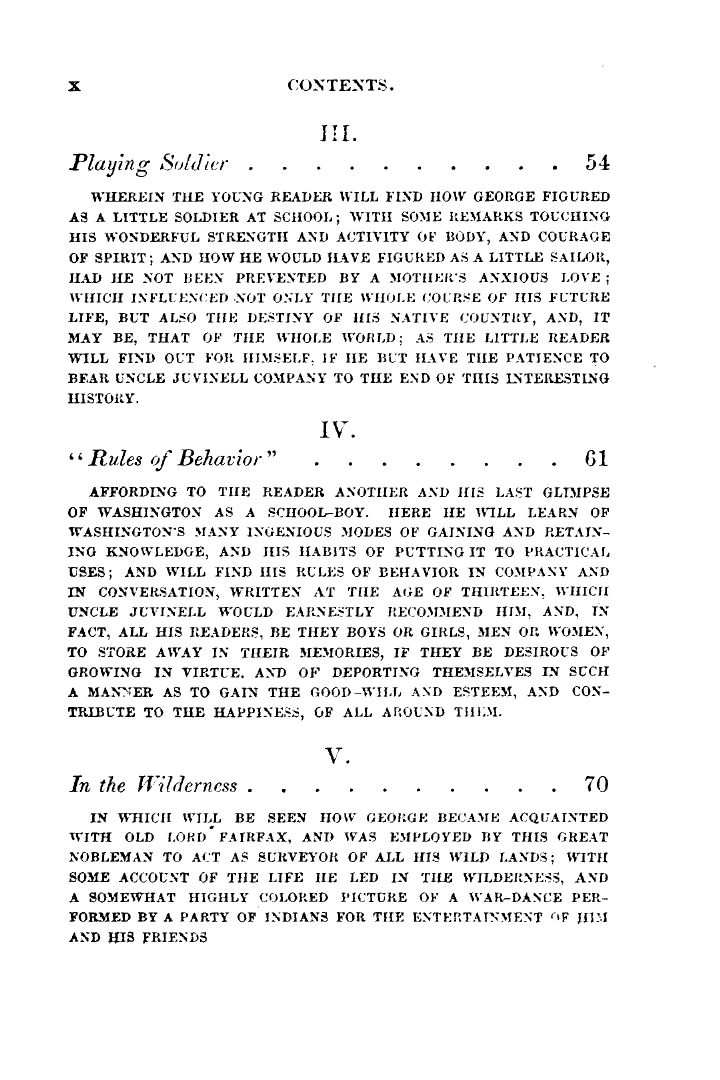 x CONTENTS.
III.
Playing Soldier . . . . . . . . . . . 54
WHEREIN THE YOUNG READER WILL FIND HOW GEORGE FIGURED
AS A LITTLE SOLDIER AT SCHOOL; WITH SOME REMARKS TOUCHING
HIS WONDERFUL STRENGTH AND ACTIVITY OF BODY, AND COURAGE
OF SPIRIT; AND HOW HE WOULD HAVE FIGURED AS A LITTLE SAILOR,
HAD HE NOT BEEN PREVENTED BY A MOTHER'S ANXIOUS LOVE;
WHICH INFLUENCED NOT ONLY THE WHOLE COURSE OF HIS FUTURE
LIFE, BUT ALSO THE DESTINY OF HIS NATIVE COUNTRY, AND, IT
MAY BE, THAT OF THE WHOLE WORLD; AS THE LITTLE READER
WILL FIND OUT FOR HIMSELF, IF HE BUT HAVE THE PATIENCE TO
BEAR UNCLE JUVINELL COMPANY TO THE END OF THIS INTERESTING
HISTORY.
IV.
"Rules of Behavior" . . . . . . . . 61
AFFORDING TO THE READER ANOTHER AND HIS LAST GLIMPSE
OF WASHINGTON AS A SCHOOL-BOY. HERE HE WILL LEARN OF
WASHINGTON'S MANY INGENIOUS MODES OF GAINING AND RETAIN-
ING KNOWLEDGE, AND HIS HABITS OF PUTTING IT TO PRACTICAL
USES; AND WILL FIND HIS RULES OF BEHAVIOR IN COMPANY AND
IN CONVERSATION, WRITTEN AT THE AGE OF THIRTEEN, WHICH
UNCLE JUVINELL WOULD EARNESTLY RECOMMEND HIM, AND, IN
FACT, ALL HIS READERS, BE THEY BOYS OR GIRLS, MEN OR WOMEN,
TO STORE AWAY IN THEIR MEMORIES, IF THEY BE DESIROUS OF
GROWING IN VIRTUE, AND OF DEPORTING THEMSELVES IN SUCH
A MANNER AS TO GAIN THE GOOD-WILL AND ESTEEM, AND CON-
TRIBUTE TO THE HAPPINESS, OF ALL AROUND THEM.
V.
In the Wilderness . . . . . . . . . . . 70
IN WHICH WILL BE SEEN HOW GEORGE BECAME ACQUAINTED
WITH OLD LORD FAIRFAX, AND WAS EMPLOYED BY THIS GREAT
NOBLEMAN TO ACT AS SURVEYOR OF ALL HIS WILD LANDS; WITH
SOME ACCOUNT OF THE LIFE HE LED IN THE WILDERNESS, AND
A SOMEWHAT HIGHLY COLORED PICTURE OF A WAR-DANCE PER-
FORMED BY A PARTY OF INDIANS FOR THE ENTERTAINMENT OF HIM
AND HIS FRIENDS